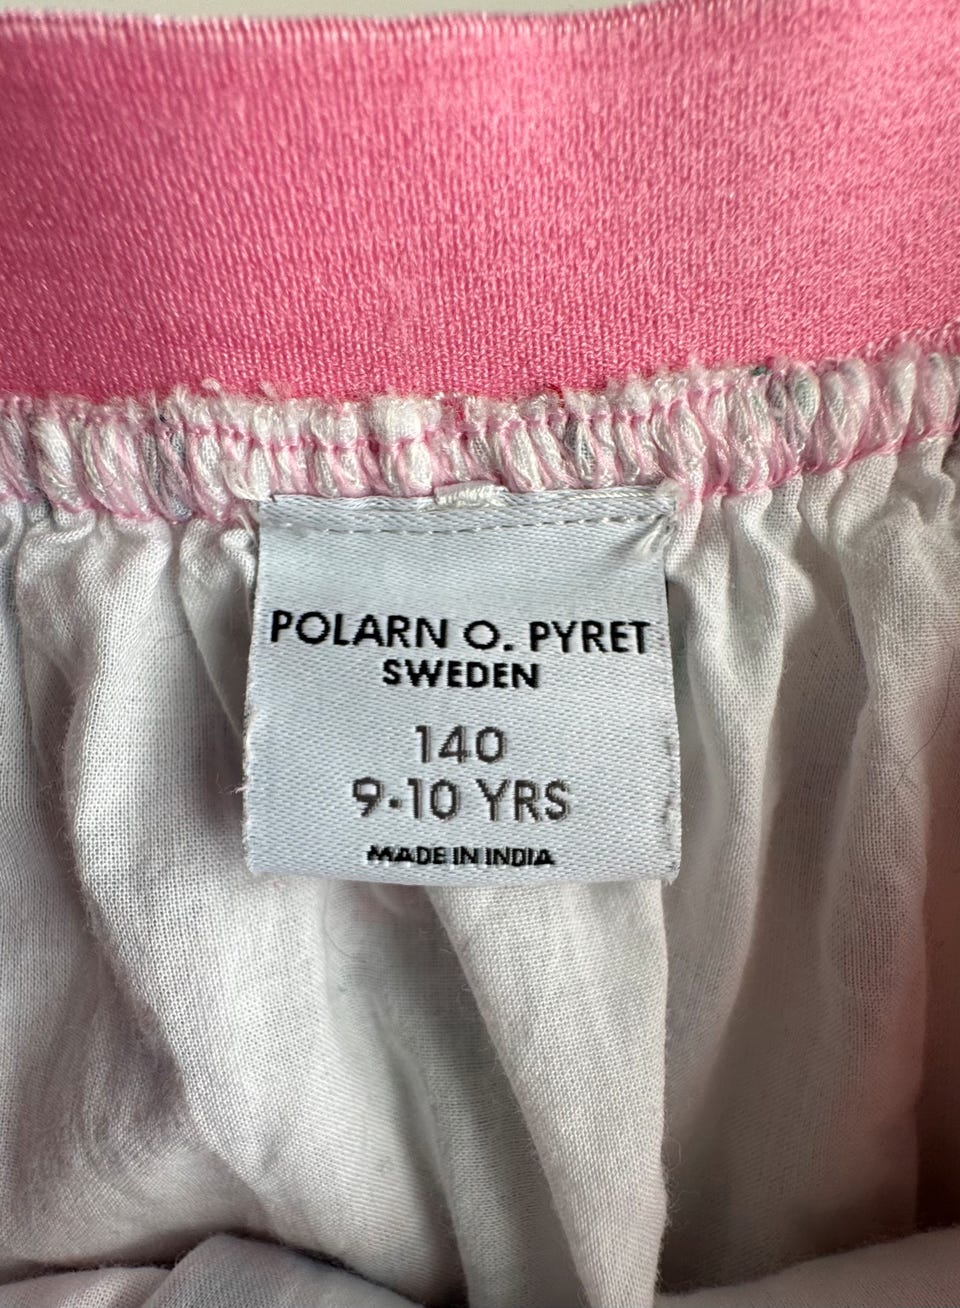 POLARN O. PYRET
SWEDEN
140
9-10 YRS
MADE IN INDIA